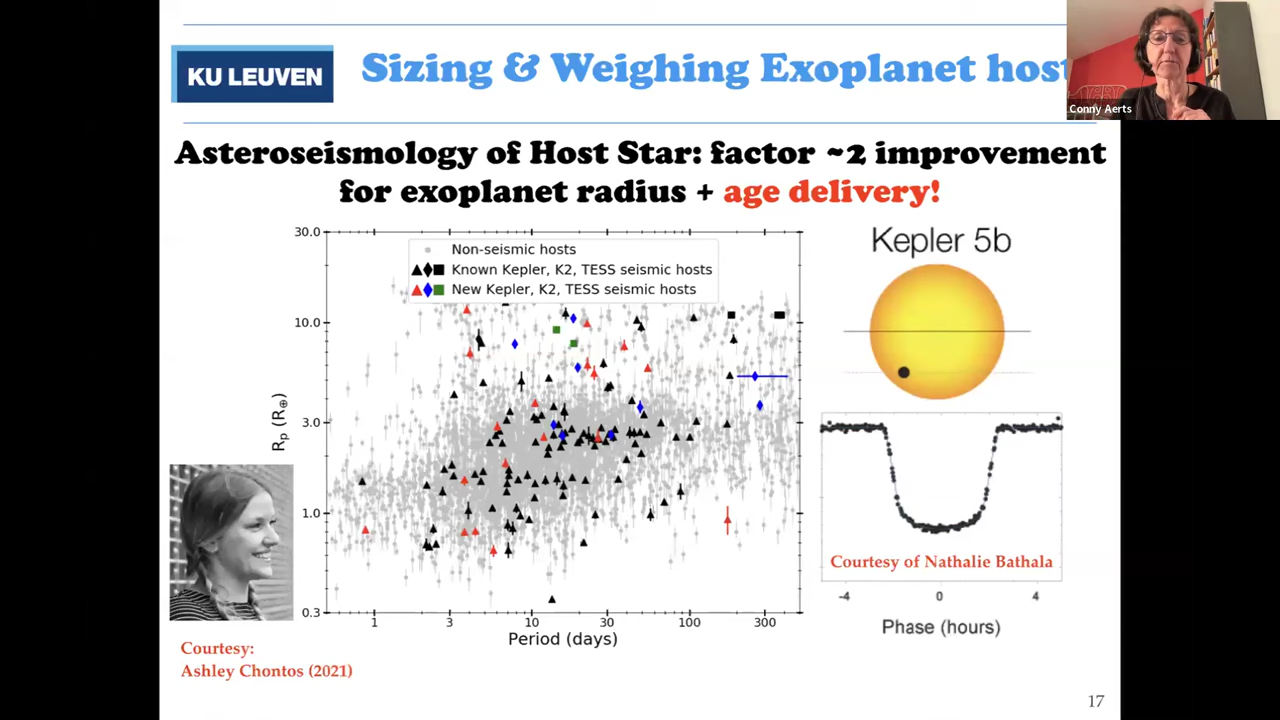 KU LEUVEN
Sizing & Weighing Exoplanet host
Conny Aerts
Asteroseismology of Host Star: factor ~2 improvement
for exoplanet radius + age delivery!
30.0
10.0
3.0
1.0
0.3
Rₚ (R⊕)
Non-seismic hosts
Known Kepler, K2, TESS seismic hosts
New Kepler, K2, TESS seismic hosts
1 3 10 30 100 300
Period (days)
Kepler 5b
Courtesy of Nathalie Bathala
-4 0 4
Phase (hours)
Courtesy:
Ashley Chontos (2021)
17